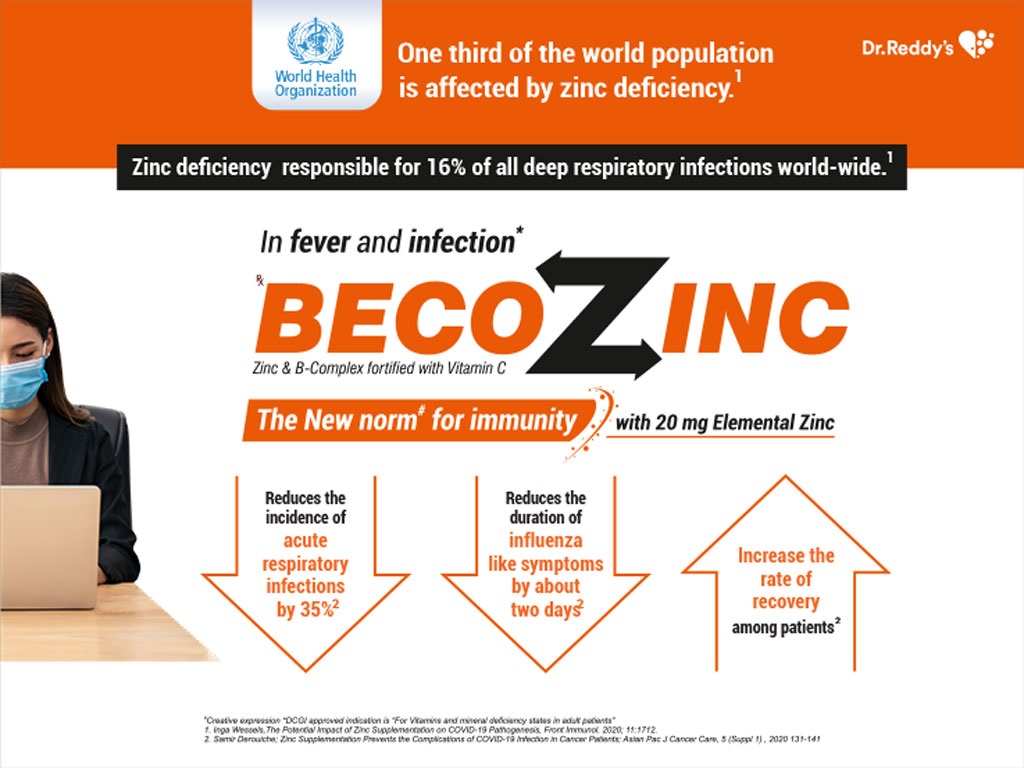 World Health
Organization
One third of the world population
is affected by zinc deficiency.1
Dr.Reddy's
Zinc deficiency responsible for 16% of all deep respiratory infections world-wide.1
In fever and infection*
Rx
BECOZINC
Zinc & B-Complex fortified with Vitamin C
The New norm# for immunity
with 20 mg Elemental Zinc
Reduces the
incidence of
acute
respiratory
infections
by 35%2
Reduces the
duration of
influenza
like symptoms
by about
two days2
Increase the
rate of
recovery
among patients2
#Creative expression *DCGI approved indication is "For Vitamins and mineral deficiency states in adult patients"
1. Inga Wessels,The Potential Impact of Zinc Supplementation on COVID-19 Pathogenesis, Front Immunol. 2020; 11:1712.
2. Samir Derouiche; Zinc Supplementation Prevents the Complications of COVID-19 Infection in Cancer Patients; Asian Pac J Cancer Care, 5 (Suppl 1) , 2020 131-141